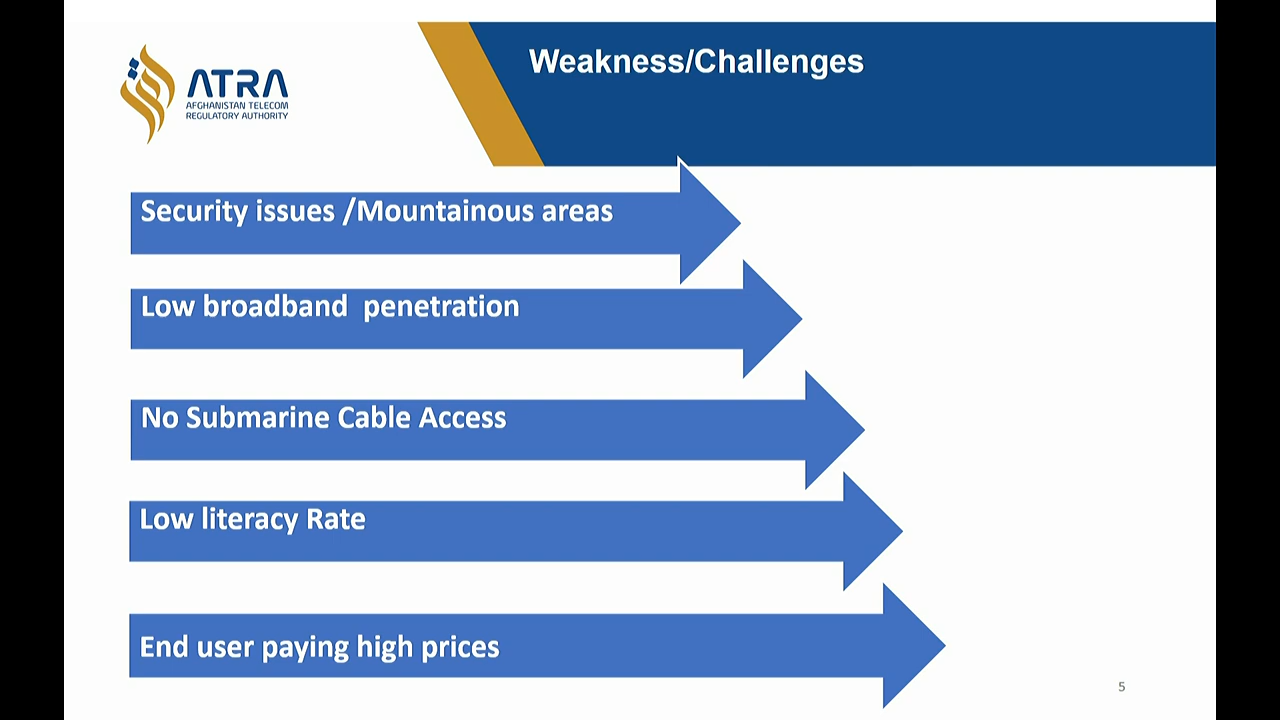 ATRA
AFGHANISTAN TELECOM
REGULATORY AUTHORITY
Weakness/Challenges
Security issues /Mountainous areas
Low broadband  penetration
No Submarine Cable Access
Low literacy Rate
End user paying high prices
5